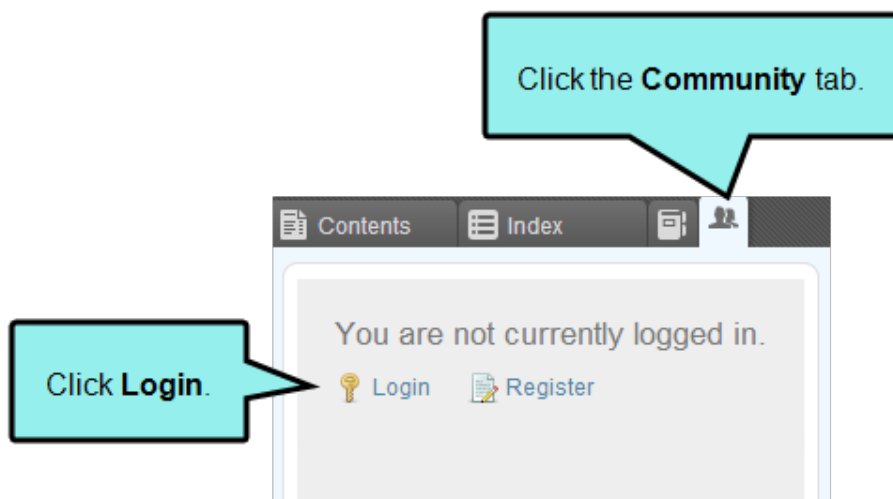 Click the Community tab.
Contents Index
You are not currently logged in.
Click Login.
Login Register